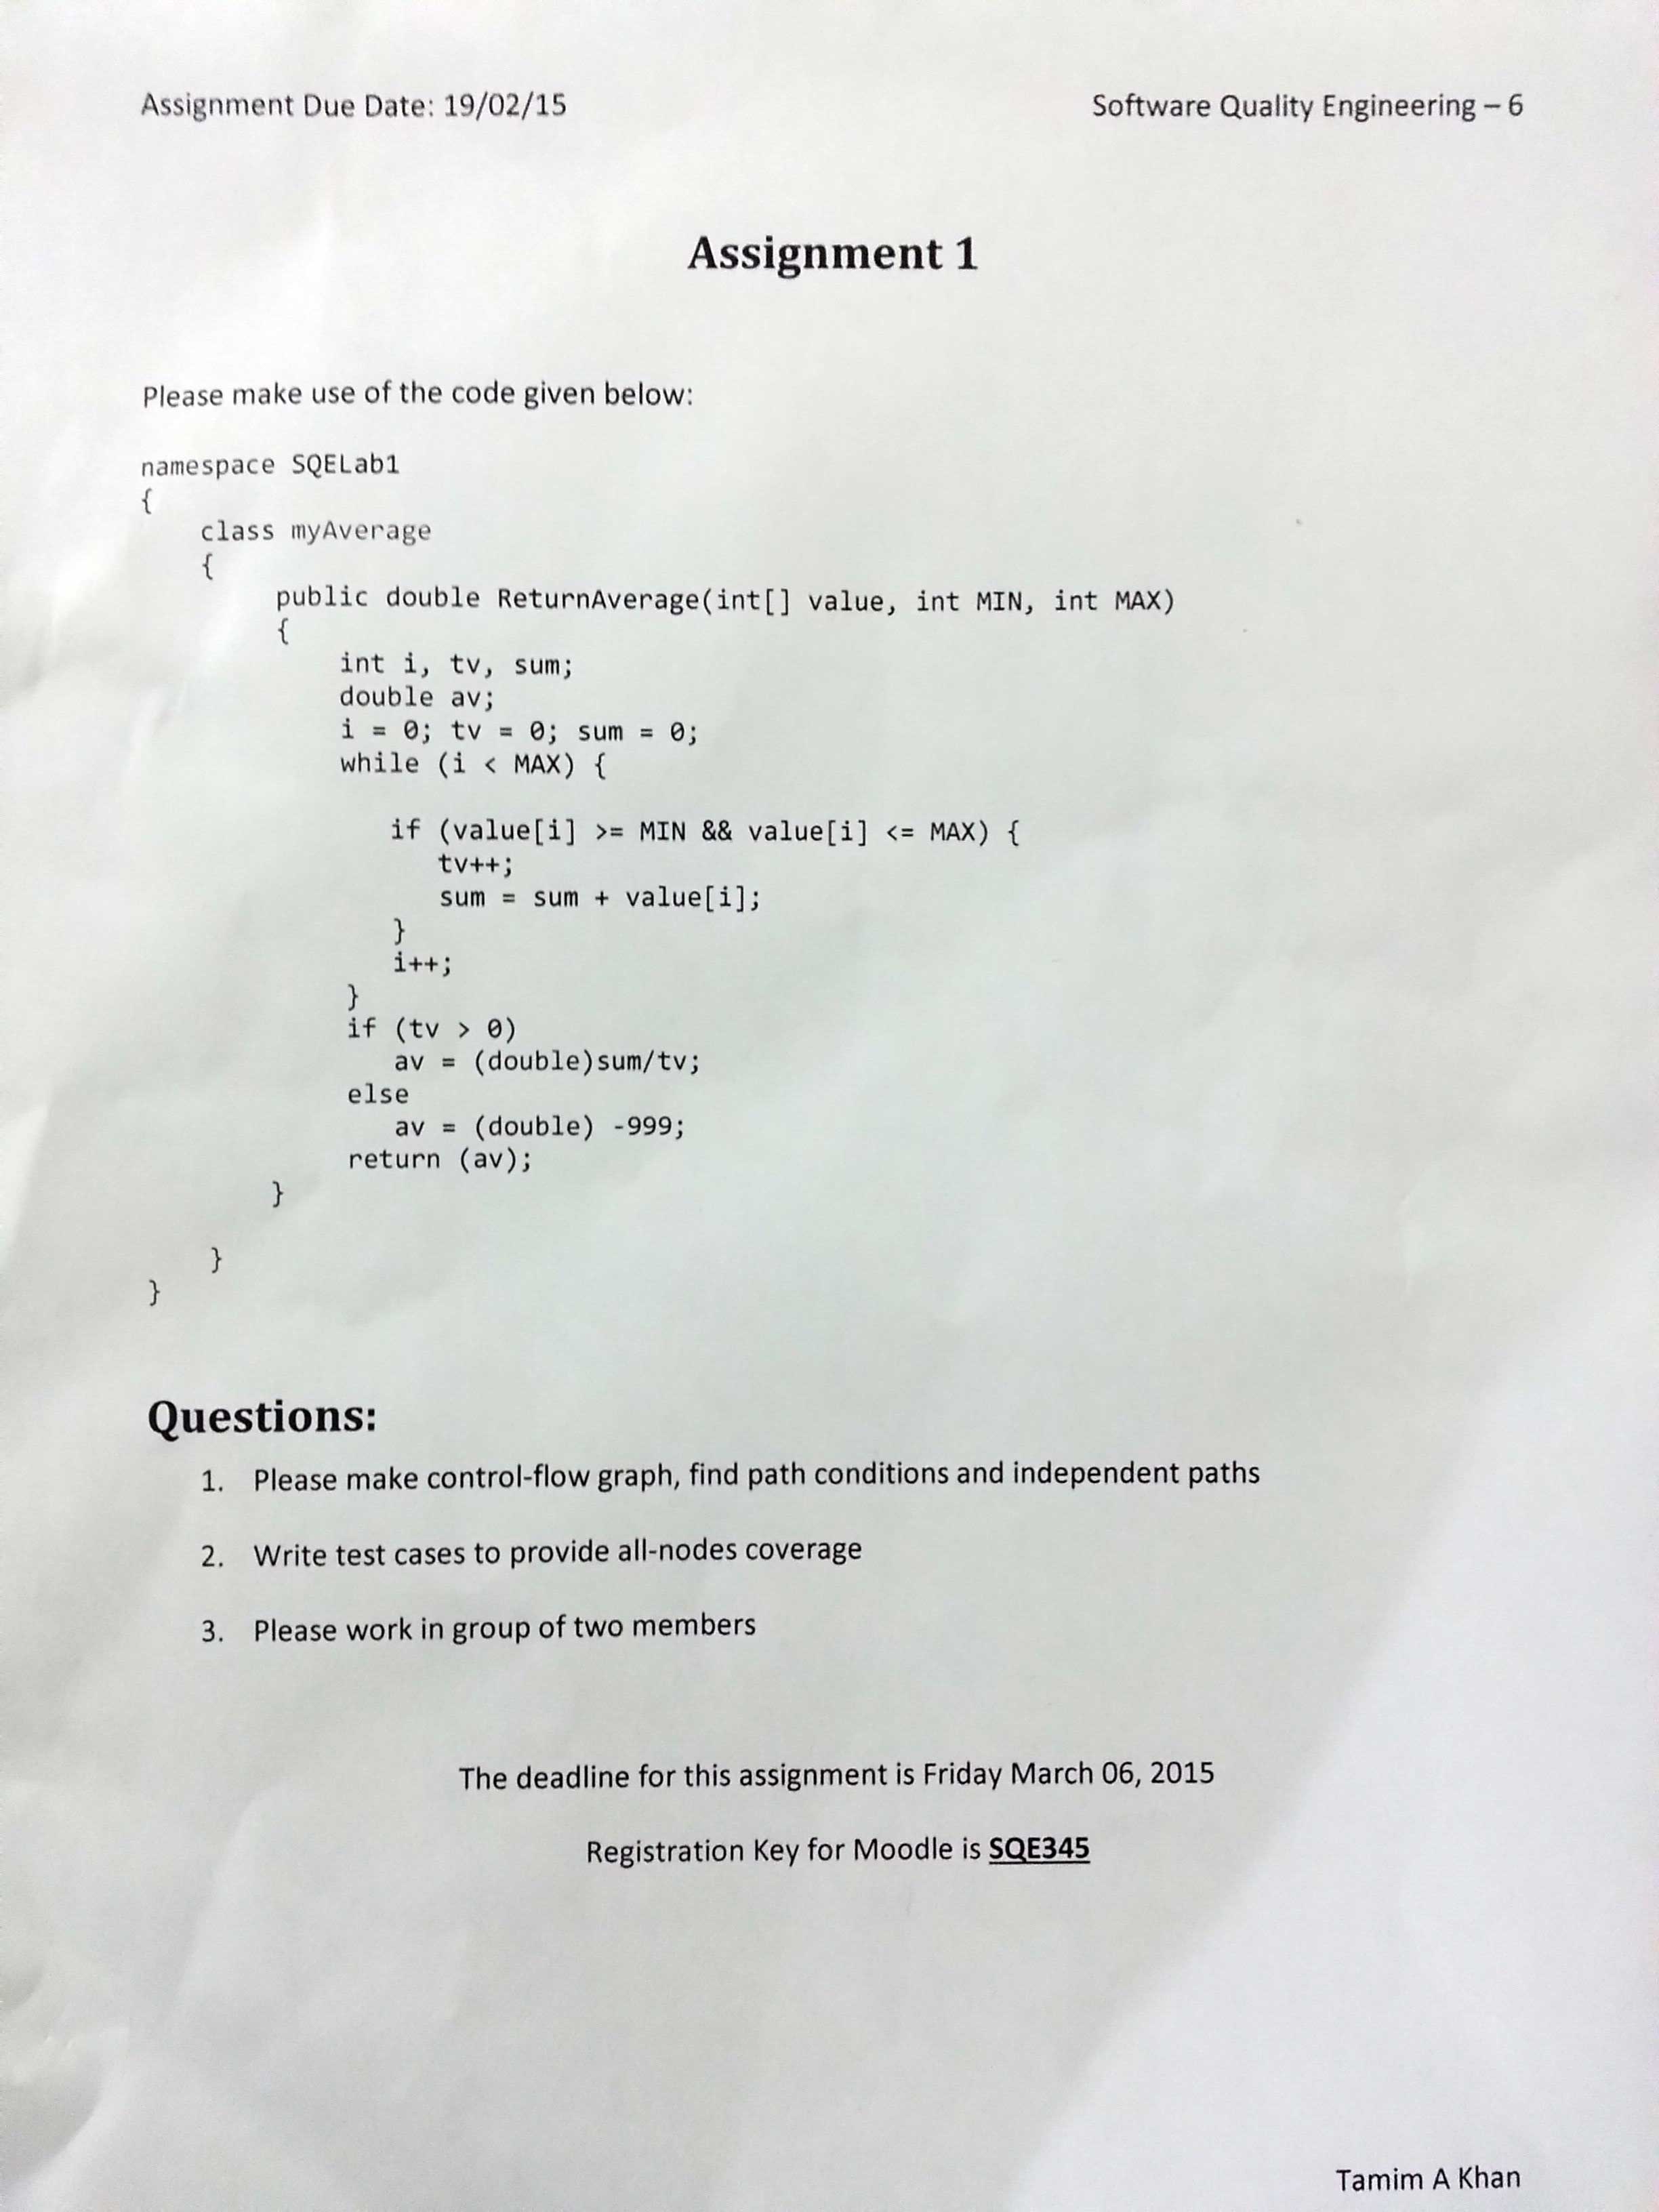 Assignment Due Date: 19/02/15
Software Quality Engineering – 6
Assignment 1
Please make use of the code given below:
namespace SQELab1
{
class myAverage
{
public double ReturnAverage(int[] value, int MIN, int MAX)
{
int i, tv, sum;
double av;
i = 0; tv = 0; sum = 0;
while (i < MAX) {
if (value[i] >= MIN && value[i] <= MAX) {
tv++;
sum = sum + value[i];
}
i++;
}
if (tv > 0)
av = (double)sum/tv;
else
av = (double) -999;
return (av);
}
}
}
Questions:
1. Please make control-flow graph, find path conditions and independent paths
2. Write test cases to provide all-nodes coverage
3. Please work in group of two members
The deadline for this assignment is Friday March 06, 2015
Registration Key for Moodle is SQE345
Tamim A Khan